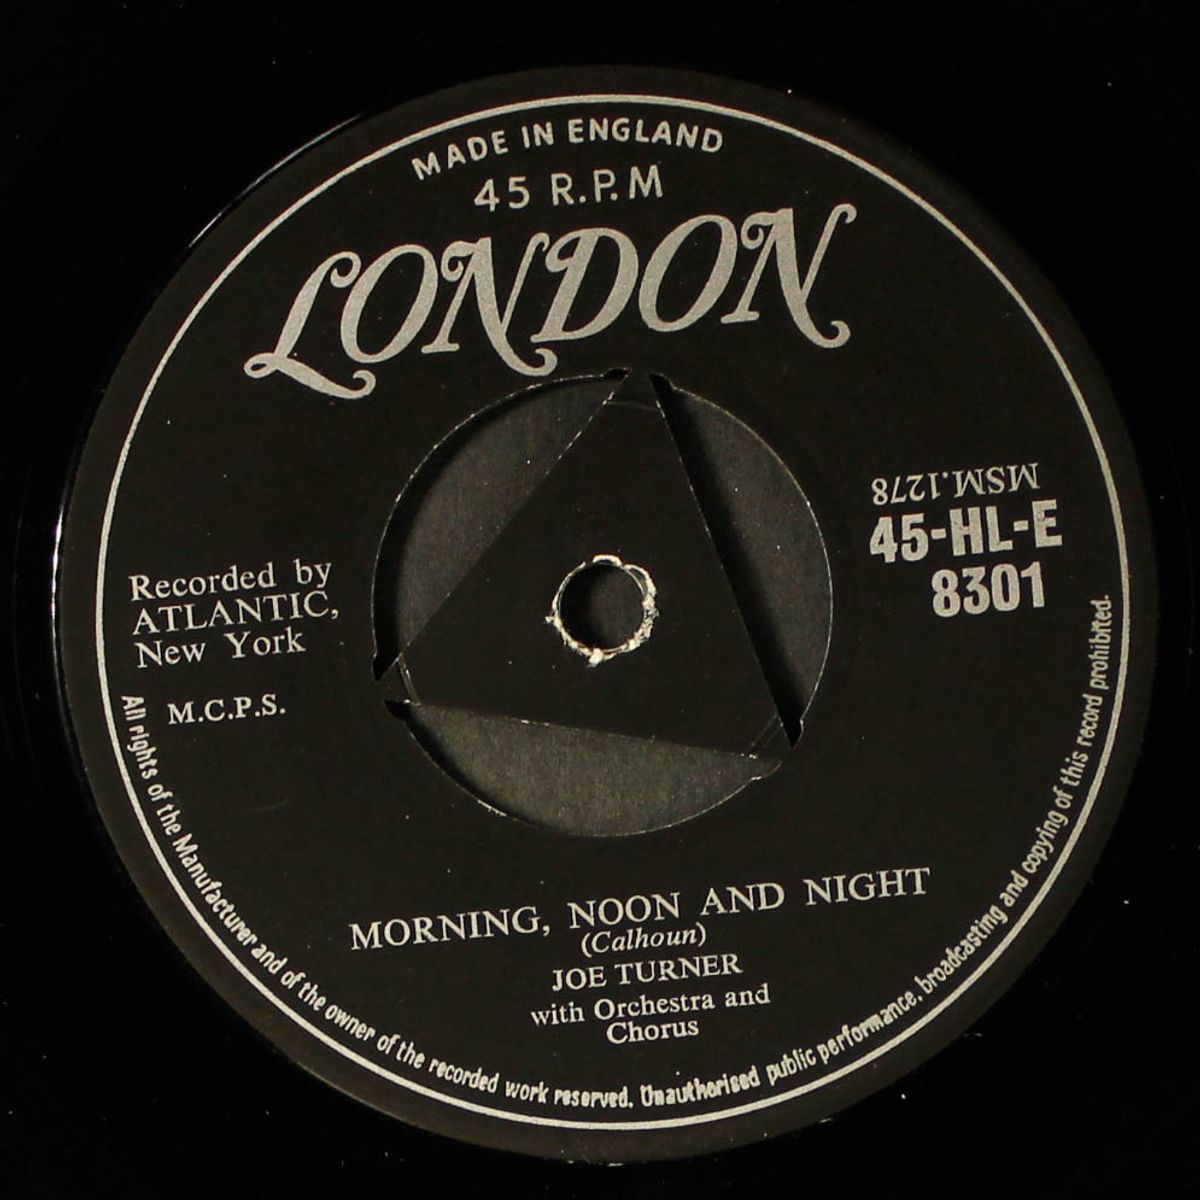 MADE IN ENGLAND
45 R.P.M
LONDON
MSM.1278
45-HL-E
8301
Recorded by
ATLANTIC,
New York
M.C.P.S.
MORNING, NOON AND NIGHT
(Calhoun)
JOE TURNER
with Orchestra and
Chorus
All rights of the Manufacturer and of the owner of the recorded work reserved. Unauthorised public performance, broadcasting and copying of this record prohibited.